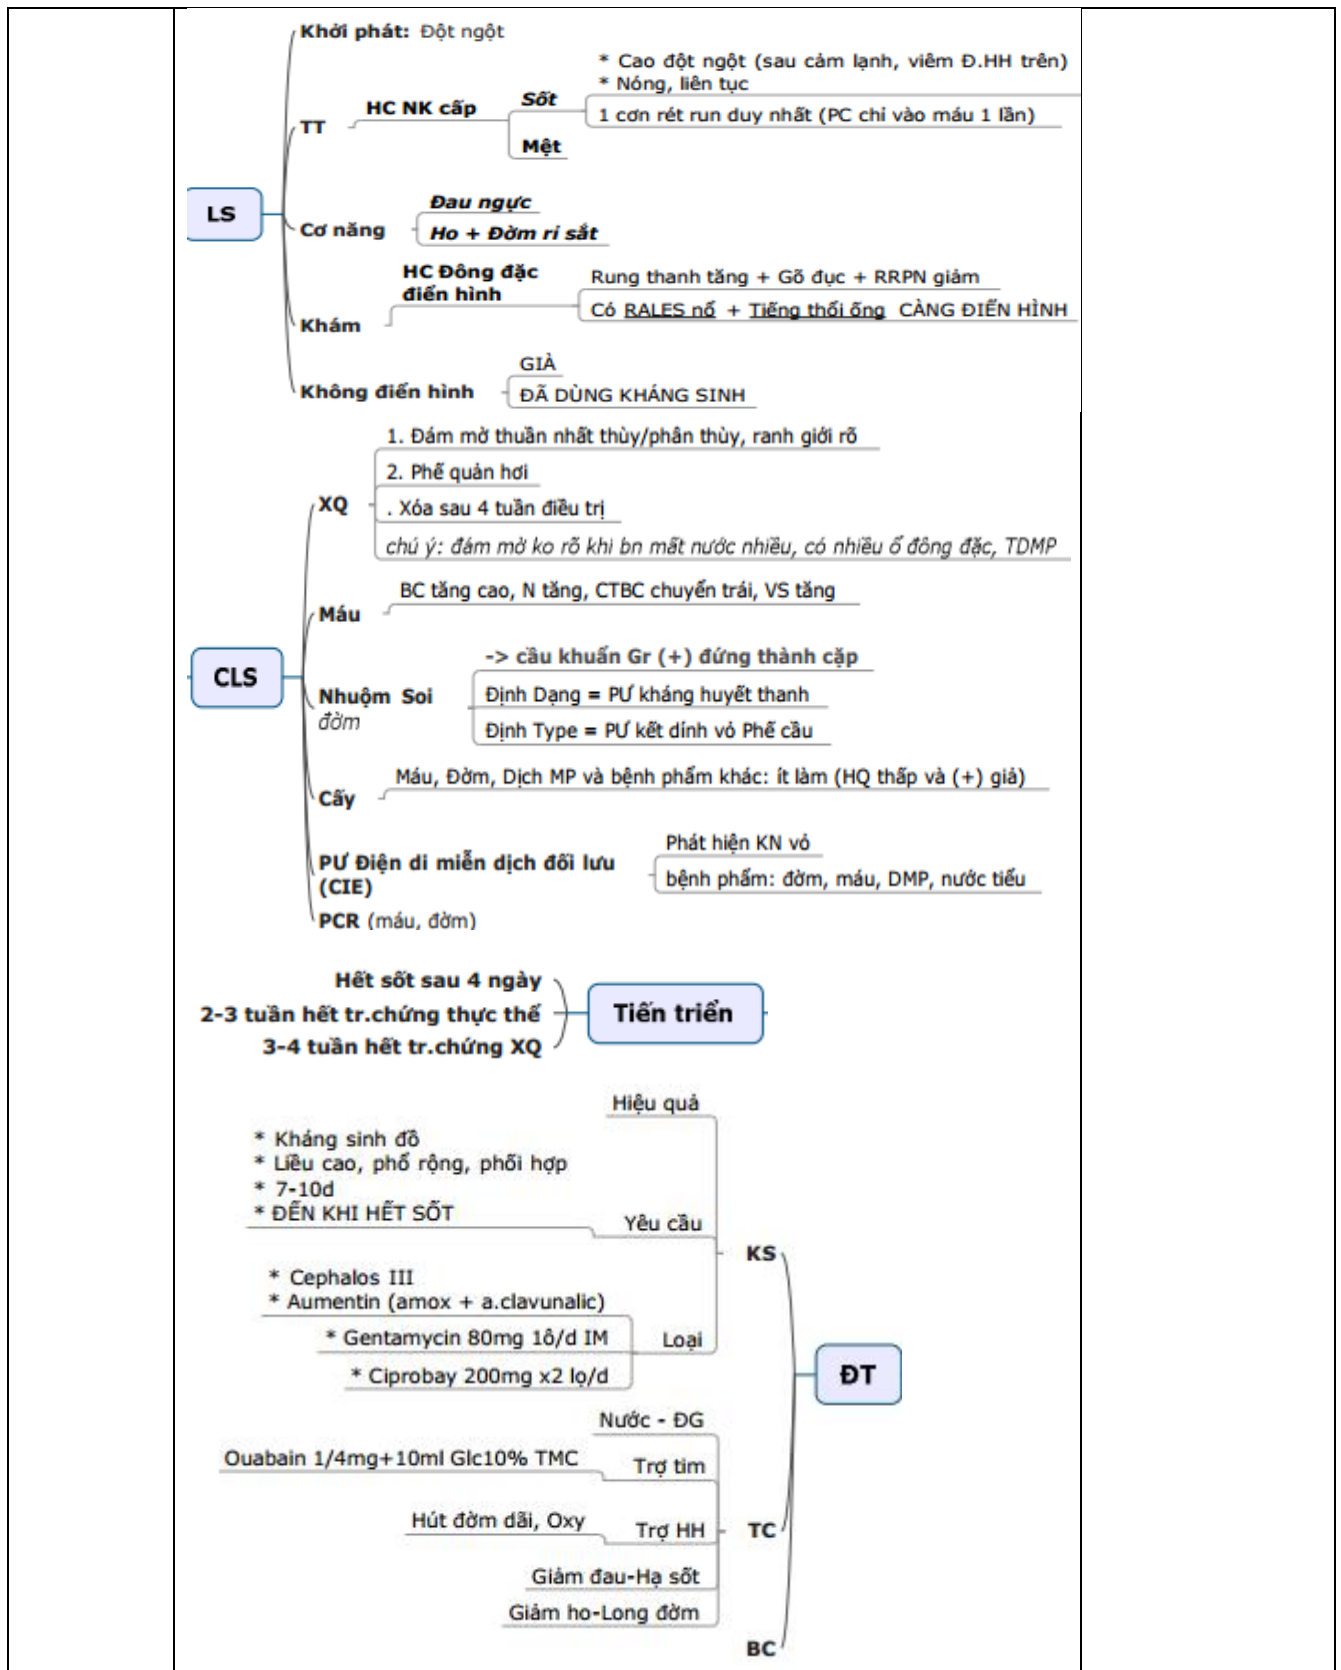 Khởi phát: Đột ngột
* Cao đột ngột (sau cảm lạnh, viêm Đ.HH trên)
* Nóng, liên tục
Sốt
HC NK cấp
1 cơn rét run duy nhất (PC chỉ vào máu 1 lần)
TT
Mệt
LS
Đau ngực
Cơ năng
Ho + Đờm rỉ sắt
HC Đông đặc
điển hình
Rung thanh tăng + Gõ đục + RRPN giảm
Có RALES nổ + Tiếng thổi ống CÀNG ĐIỂN HÌNH
Khám
GIÀ
Không điển hình
ĐÃ DÙNG KHÁNG SINH
1. Đám mờ thuần nhất thùy/phân thùy, ranh giới rõ
2. Phế quản hơi
XQ
. Xóa sau 4 tuần điều trị
chú ý: đám mờ ko rõ khi bn mất nước nhiều, có nhiều ổ đông đặc, TDMP
BC tăng cao, N tăng, CTBC chuyển trái, VS tăng
Máu
-> cầu khuẩn Gr (+) đứng thành cặp
CLS
Nhuộm Soi
đờm
Định Dạng = PƯ kháng huyết thanh
Định Type = PƯ kết dính vỏ Phế cầu
Máu, Đờm, Dịch MP và bệnh phẩm khác: ít làm (HQ thấp và (+) giả)
Cấy
Phát hiện KN vỏ
PƯ Điện di miễn dịch đối lưu
(CIE)
bệnh phẩm: đờm, máu, DMP, nước tiểu
PCR (máu, đờm)
Hết sốt sau 4 ngày
2-3 tuần hết tr.chứng thực thể
Tiến triển
3-4 tuần hết tr.chứng XQ
Hiệu quả
* Kháng sinh đồ
* Liều cao, phổ rộng, phối hợp
* 7-10d
* ĐẾN KHI HẾT SỐT
Yêu cầu
KS
* Cephalos III
* Aumentin (amox + a.clavunalic)
* Gentamycin 80mg 1ô/d IM
Loại
* Ciprobay 200mg x2 lọ/d
ĐT
Nước - ĐG
Ouabain 1/4mg+10ml Glc10% TMC
Trợ tim
Hút đờm dãi, Oxy
Trợ HH
TC
Giảm đau-Hạ sốt
Giảm ho-Long đờm
BC